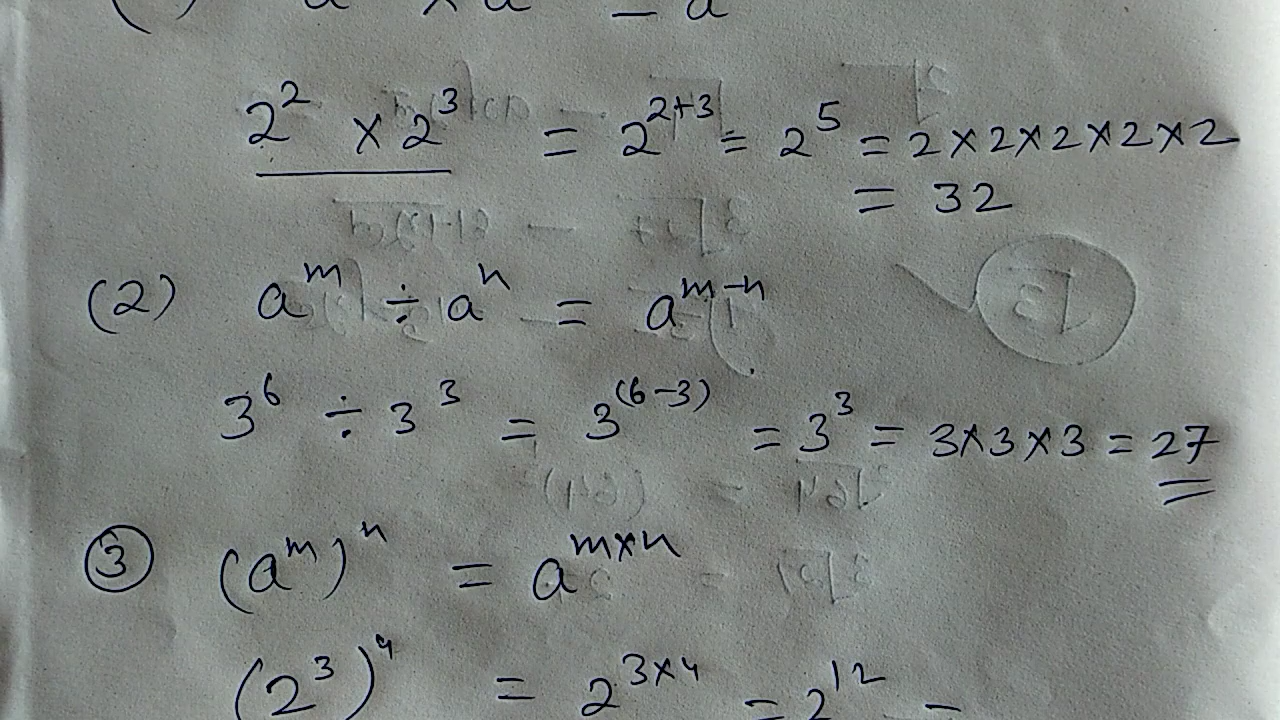 2² × 2³ = 2²⁺³ = 2⁵ = 2×2×2×2×2
= 32
(2) aᵐ ÷ aⁿ = aᵐ⁻ⁿ
3⁶ ÷ 3³ = 3⁽⁶⁻³⁾ = 3³ = 3×3×3 = 27
③ (aᵐ)ⁿ = aᵐˣⁿ
(2³)⁴ = 2³ˣ⁴ = 2¹² =